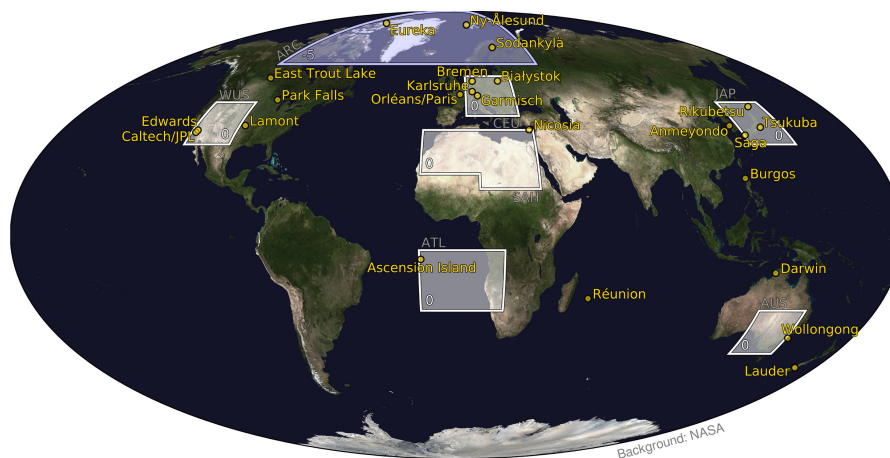 Ny-Ålesund
Eureka
ARC
-5
Sodankylä
East Trout Lake
Bremen
Białystok
Karlsruhe
Park Falls
Orléans/Paris
Garmisch
WUS
0
JAP
Rikubetsu
Edwards
Lamont
0
CEU
Nicosia
Anmeyondo
Tsukuba
Caltech/JPL
Saga
0
0
Burgos
SAH
ATL
Ascension Island
Darwin
0
Réunion
AUS
Wollongong
0
Lauder
Background: NASA